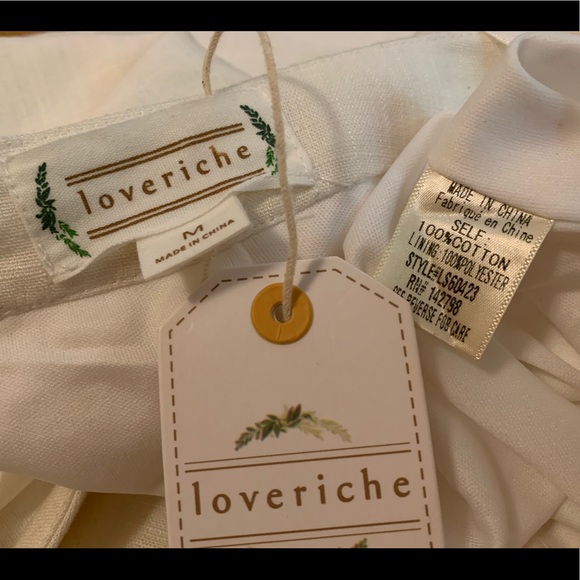 loveriche
M
MADE IN CHINA
MADE IN CHINA
Fabriqué en Chine
SELF:
100%COTTON
LINING:100%POLYESTER
STYLE#LS60423
RN# 142798
SEE REVERSE FOR CARE
loveriche